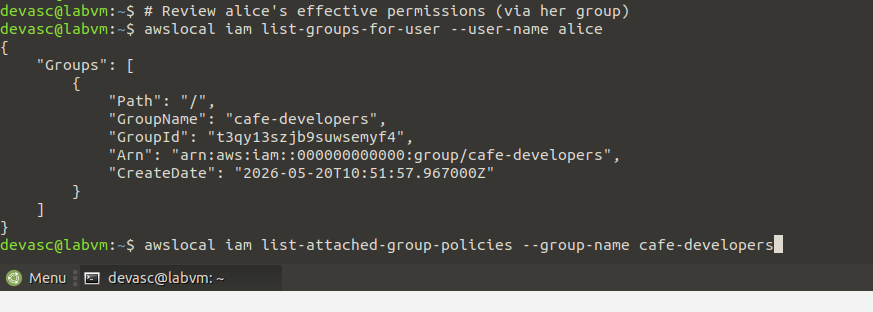 devasc@labvm:~$ # Review alice's effective permissions (via her group)
devasc@labvm:~$ awslocal iam list-groups-for-user --user-name alice
{
    "Groups": [
        {
            "Path": "/",
            "GroupName": "cafe-developers",
            "GroupId": "t3qy13szjb9suwsemyf4",
            "Arn": "arn:aws:iam::000000000000:group/cafe-developers",
            "CreateDate": "2026-05-20T10:51:57.967000Z"
        }
    ]
}
devasc@labvm:~$ awslocal iam list-attached-group-policies --group-name cafe-developers
Menu devasc@labvm: ~